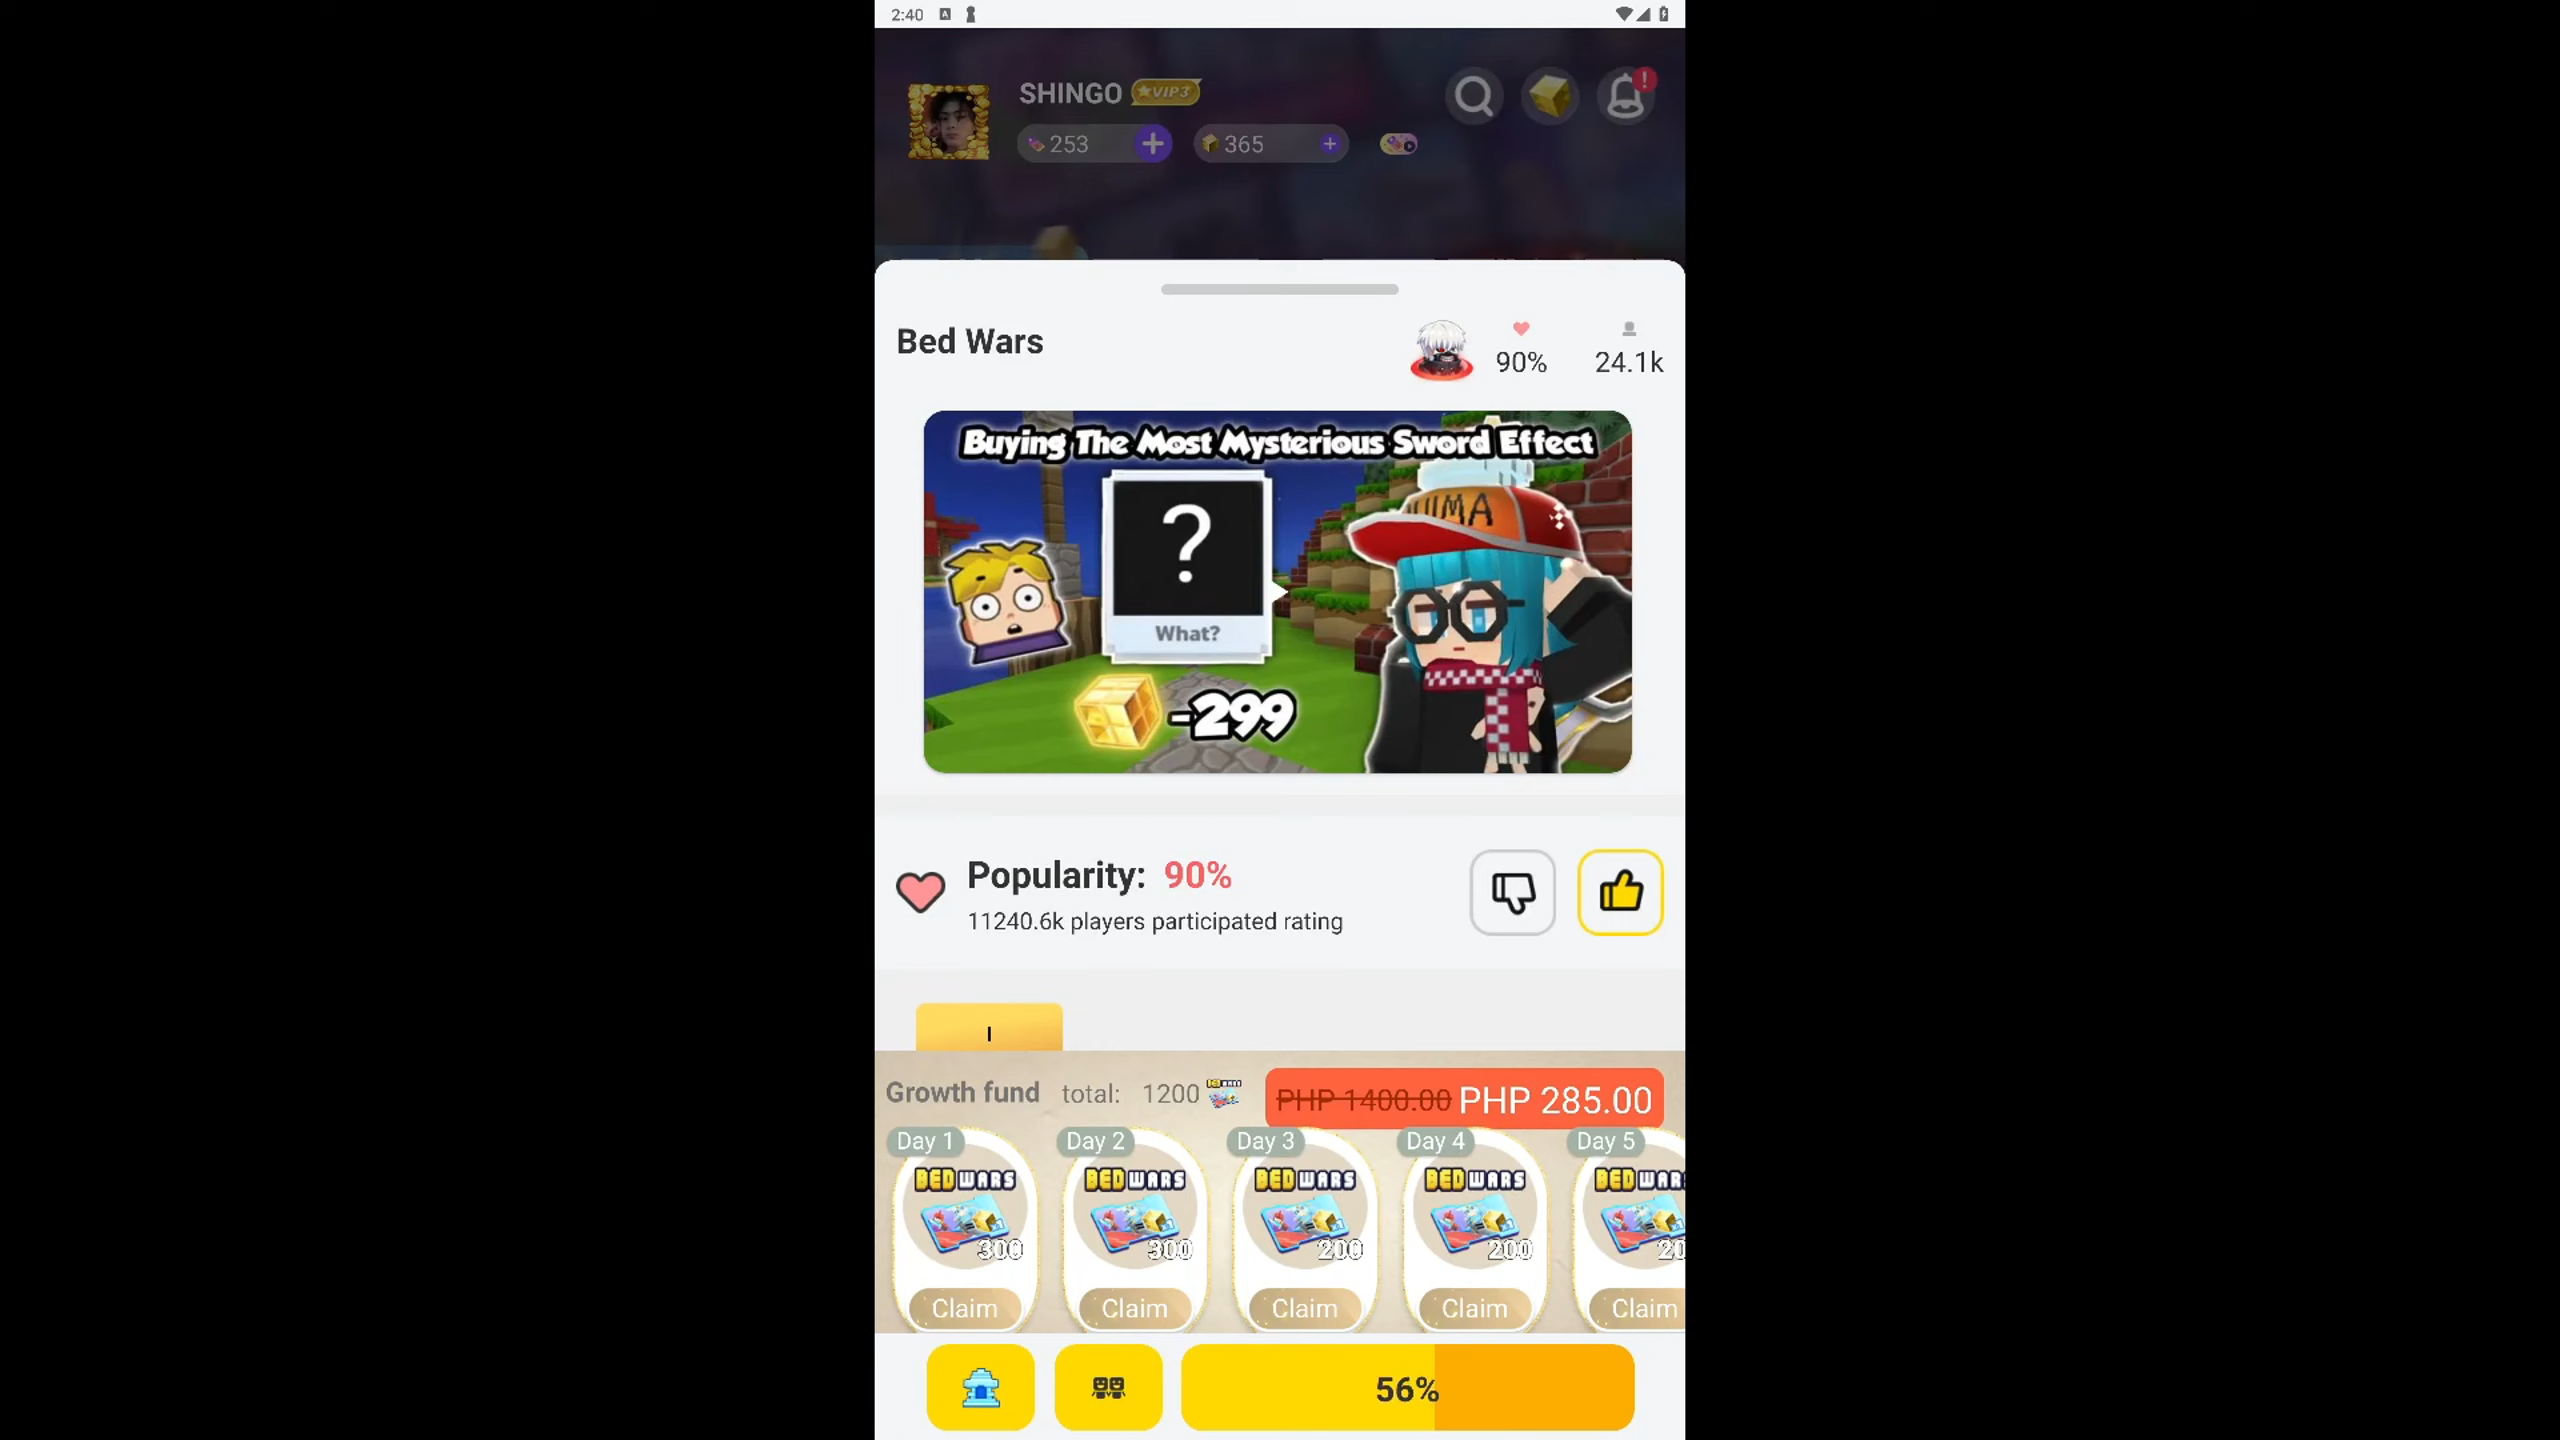 2:40
SHINGO ★VIP3
253
365
Bed Wars
90%
24.1k
Buying The Most Mysterious Sword Effect
?
What?
-299
Popularity: 90%
11240.6k players participated rating
Growth fund total: 1200 PHP 1400.00 PHP 285.00
Day 1 Day 2 Day 3 Day 4 Day 5
BED WARS BED WARS BED WARS BED WARS BED WAR
300 300 200 200 20
Claim Claim Claim Claim Claim
56%